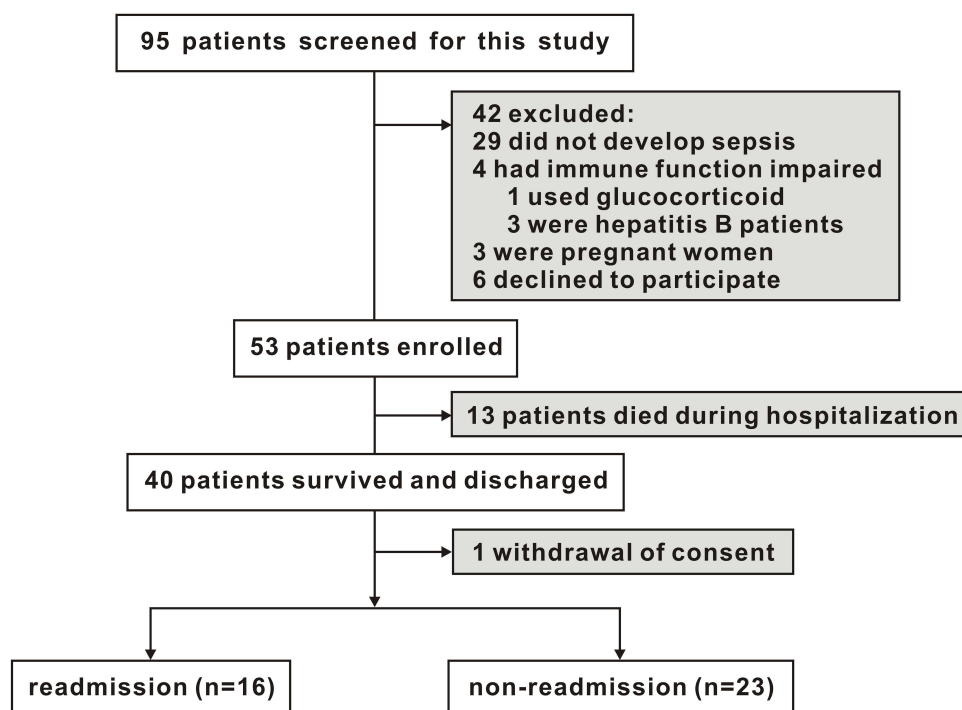 95 patients screened for this study
42 excluded:
29 did not develop sepsis
4 had immune function impaired
1 used glucocorticoid
3 were hepatitis B patients
3 were pregnant women
6 declined to participate
53 patients enrolled
13 patients died during hospitalization
40 patients survived and discharged
1 withdrawal of consent
readmission (n=16)
non-readmission (n=23)